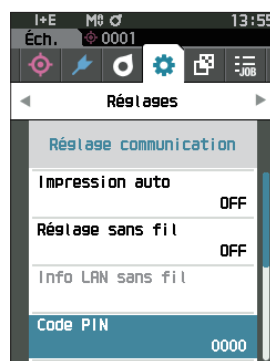 I+E M0 13:55
Éch. 0001
-JOB
Réglages
Réglage communication
Impression auto
OFF
Réglage sans fil
OFF
Info LAN sans fil
Code PIN
0000